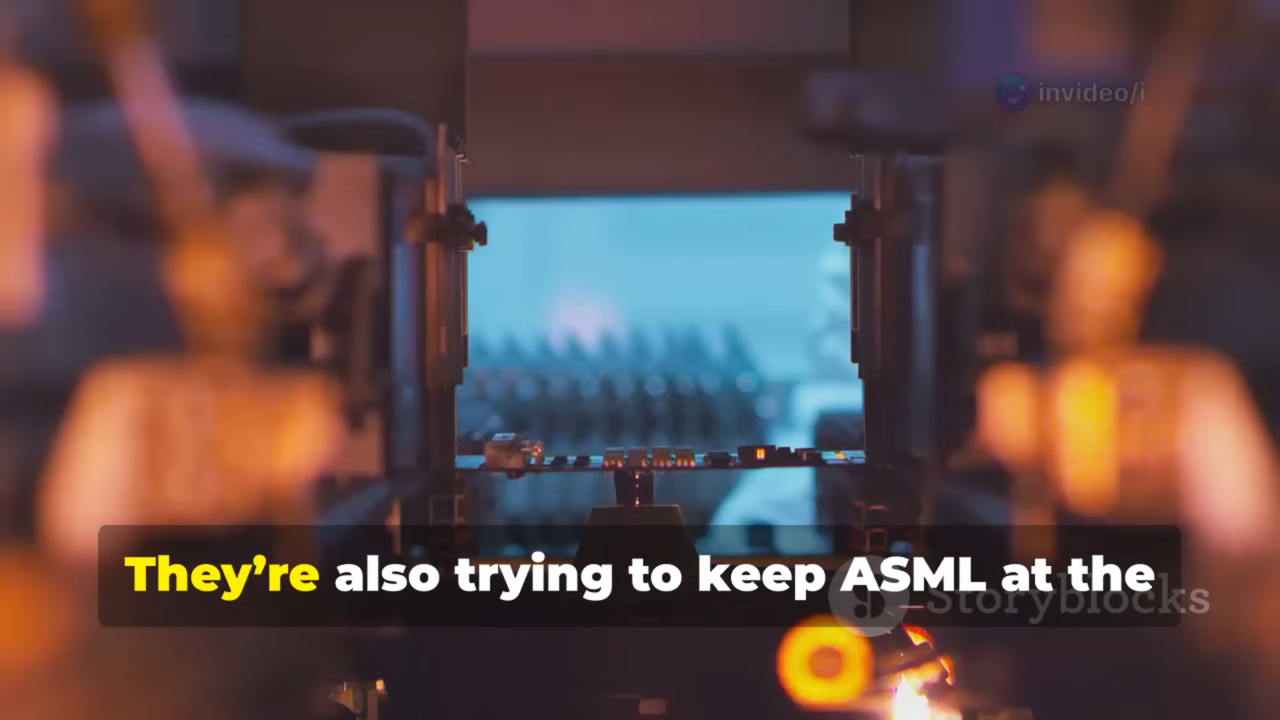 invideo/i
They’re also trying to keep ASML at the
Storyblocks